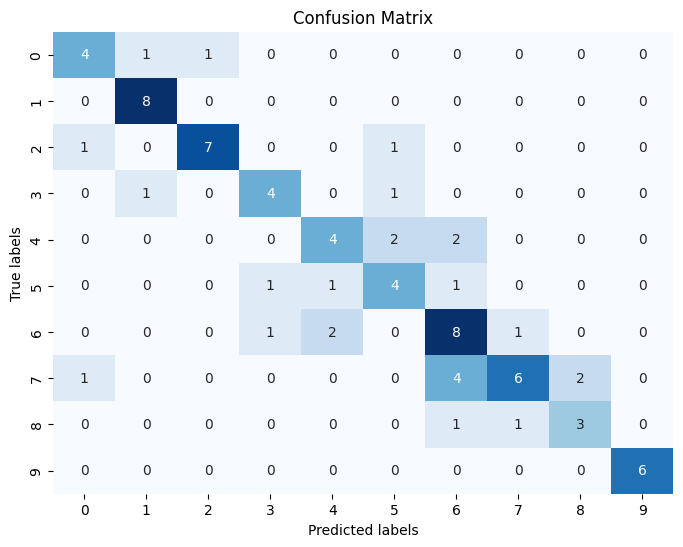 Confusion Matrix
True labels
0 4 1 1 0 0 0 0 0 0 0
1 0 8 0 0 0 0 0 0 0 0
2 1 0 7 0 0 1 0 0 0 0
3 0 1 0 4 0 1 0 0 0 0
4 0 0 0 0 4 2 2 0 0 0
5 0 0 0 1 1 4 1 0 0 0
6 0 0 0 1 2 0 8 1 0 0
7 1 0 0 0 0 0 4 6 2 0
8 0 0 0 0 0 0 1 1 3 0
9 0 0 0 0 0 0 0 0 0 6
0 1 2 3 4 5 6 7 8 9
Predicted labels